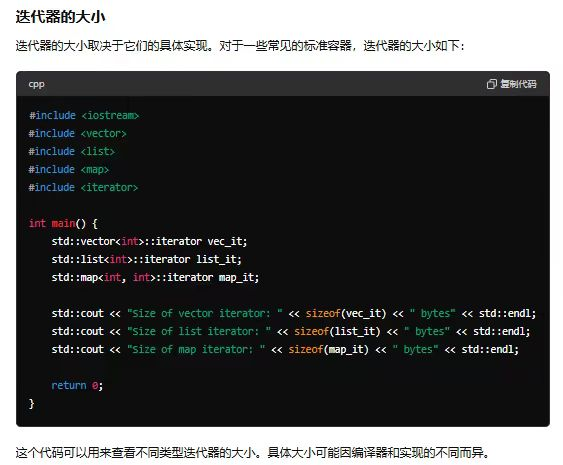 迭代器的大小
迭代器的大小取决于它们的具体实现。对于一些常见的标准容器，迭代器的大小如下：
cpp 复制代码
#include <iostream>
#include <vector>
#include <list>
#include <map>
#include <iterator>
int main() {
    std::vector<int>::iterator vec_it;
    std::list<int>::iterator list_it;
    std::map<int, int>::iterator map_it;
    std::cout << "Size of vector iterator: " << sizeof(vec_it) << " bytes" << std::endl;
    std::cout << "Size of list iterator: " << sizeof(list_it) << " bytes" << std::endl;
    std::cout << "Size of map iterator: " << sizeof(map_it) << " bytes" << std::endl;
    return 0;
}
这个代码可以用来查看不同类型迭代器的大小。具体大小可能因编译器和实现的不同而异。